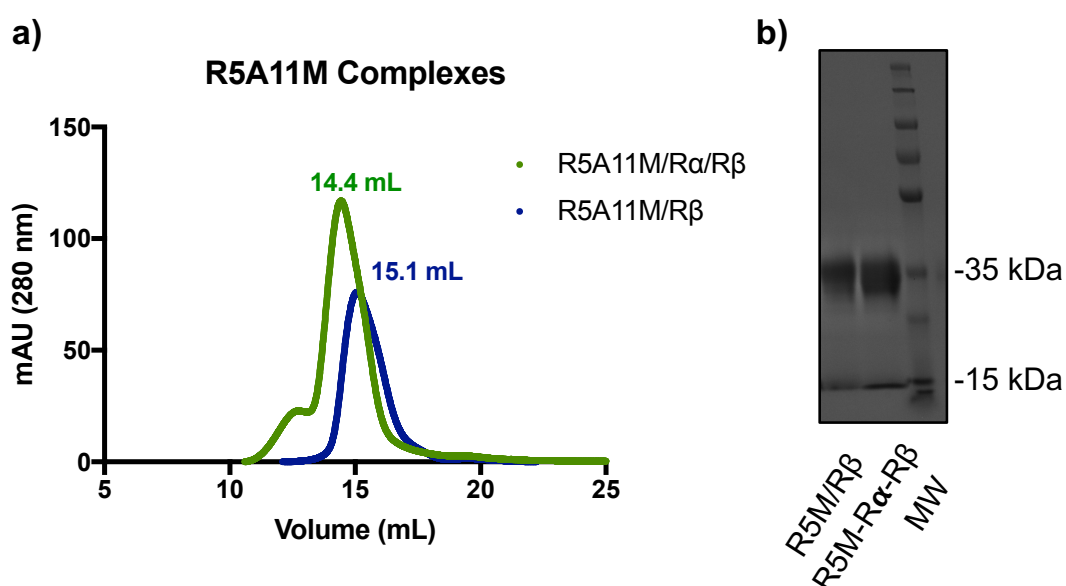 a)
R5A11M Complexes
mAU (280 nm)
150
100
50
0
5
10
15
20
25
Volume (mL)
14.4 mL
15.1 mL
R5A11M/Rα/Rβ
R5A11M/Rβ
b)
-35 kDa
-15 kDa
R5M/Rβ
R5M-Rα-Rβ
MW